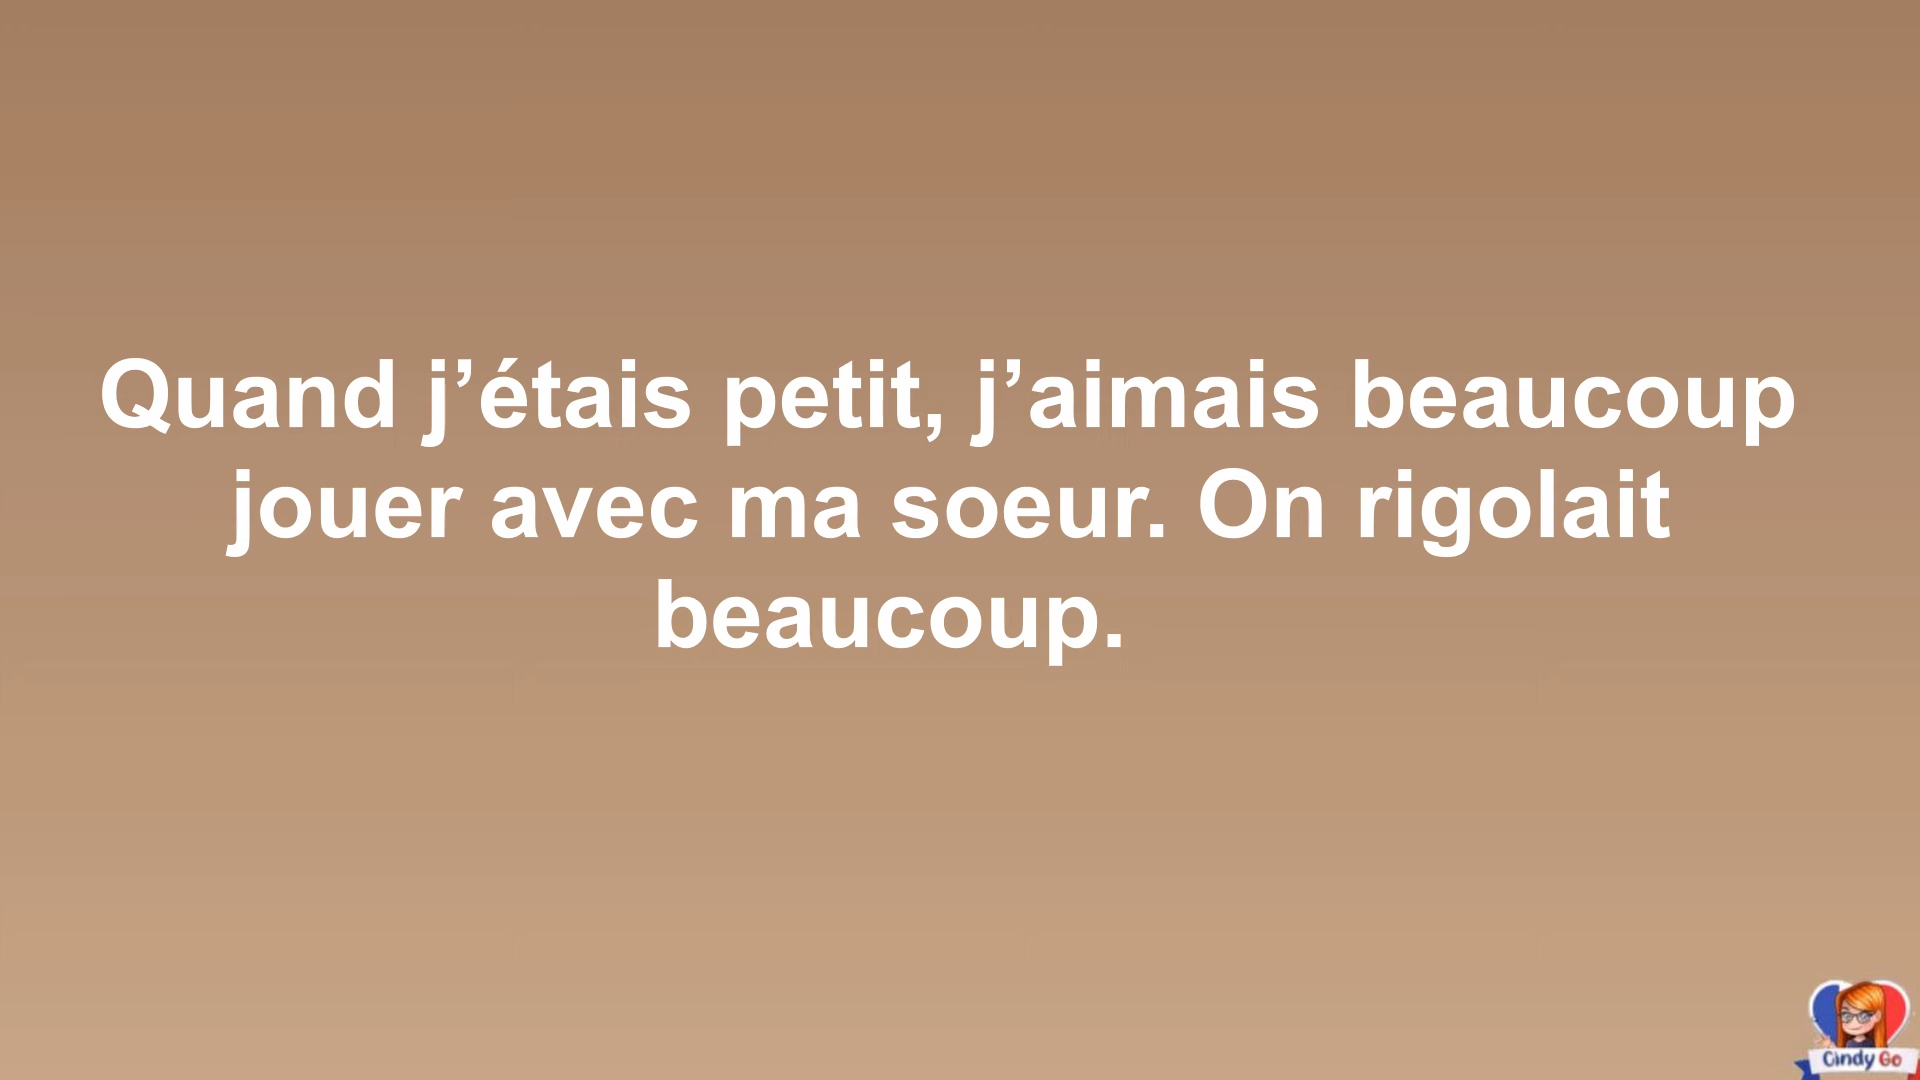 Quand j’étais petit, j’aimais beaucoup
jouer avec ma soeur. On rigolait
beaucoup.
Cindy Go